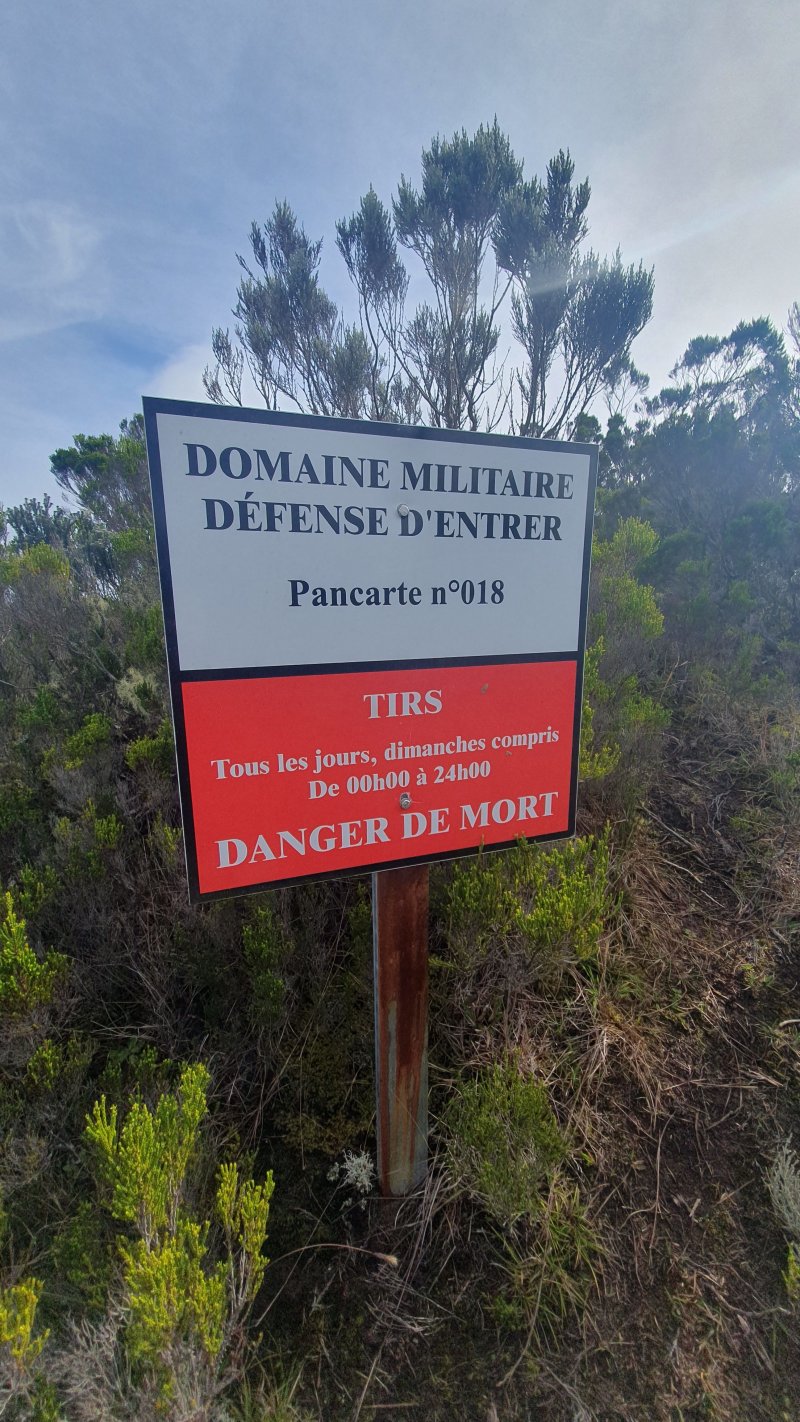 DOMAINE MILITAIRE
DÉFENSE D'ENTRER
Pancarte n°018
TIRS
Tous les jours, dimanches compris
De 00h00 à 24h00
DANGER DE MORT